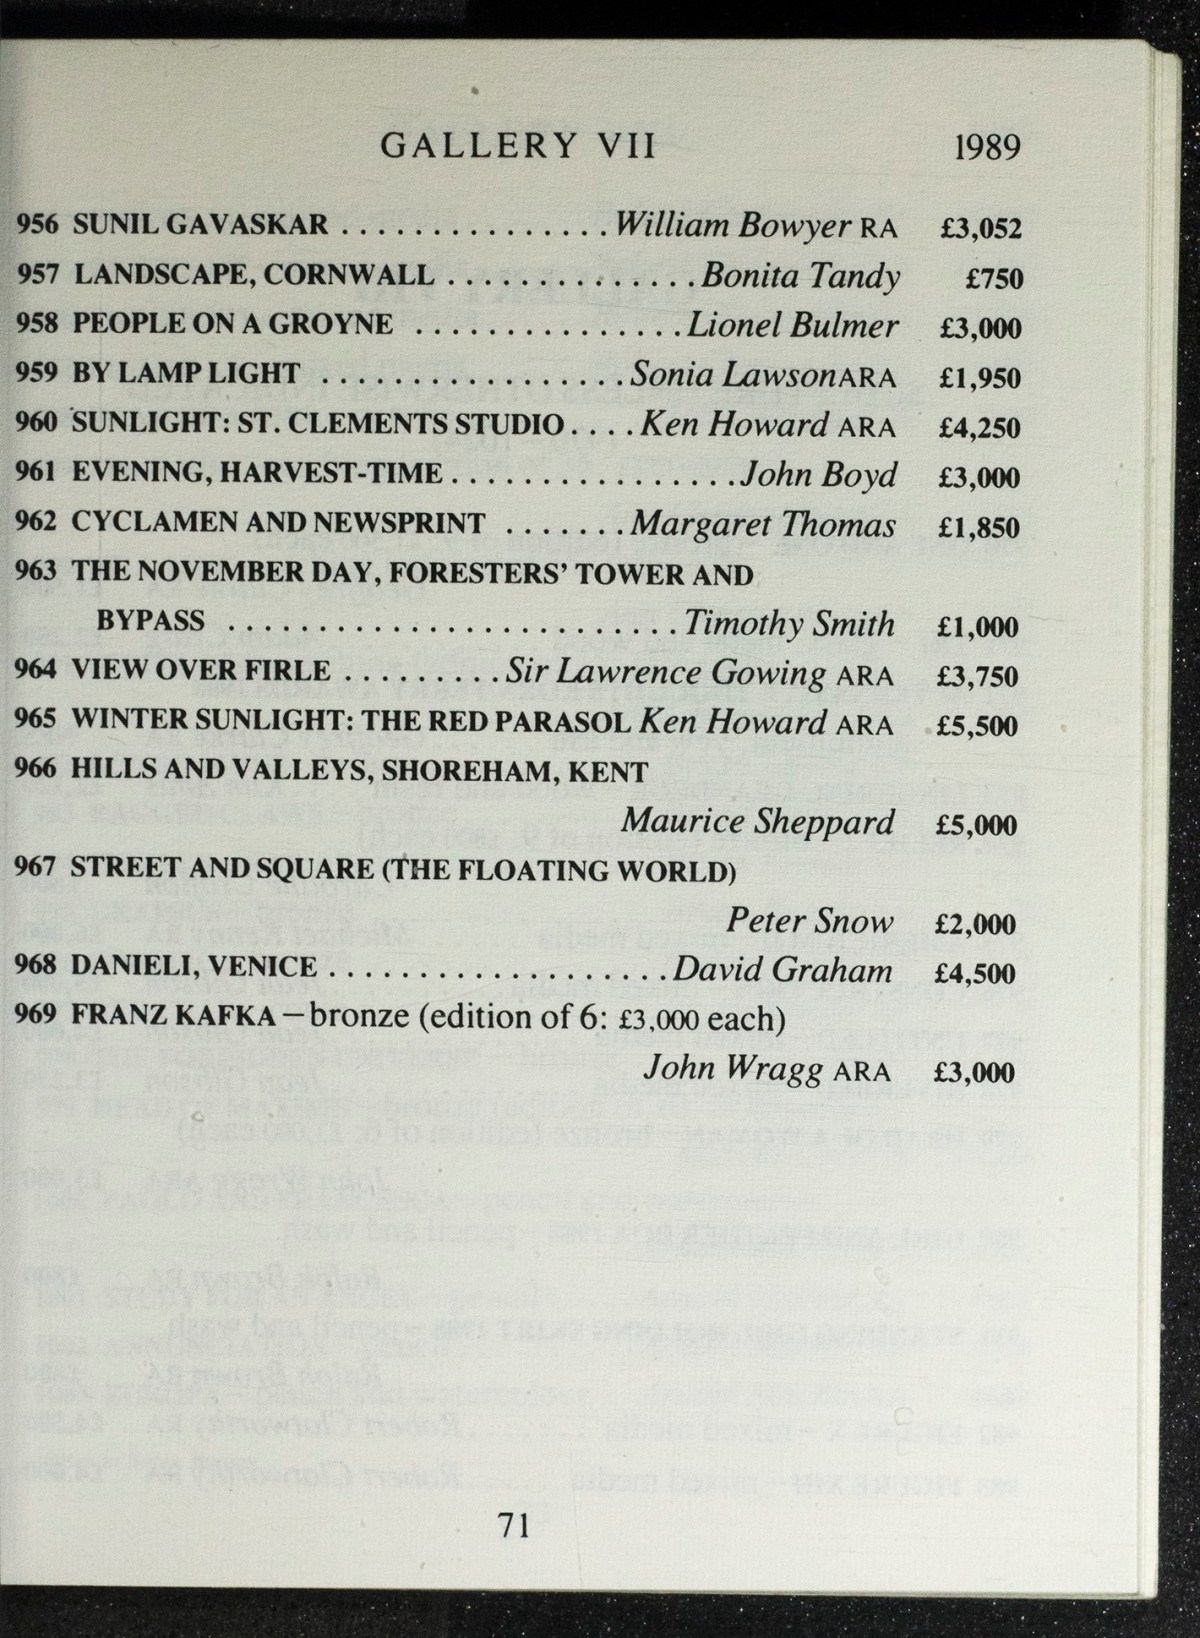 GALLERY VII 1989
956 SUNIL GAVASKAR . . . . . . . . . . . . . . . William Bowyer RA £3,052
957 LANDSCAPE, CORNWALL . . . . . . . . . . . . . . Bonita Tandy £750
958 PEOPLE ON A GROYNE . . . . . . . . . . . . . . . Lionel Bulmer £3,000
959 BY LAMP LIGHT . . . . . . . . . . . . . . . . . Sonia Lawson ARA £1,950
960 SUNLIGHT: ST. CLEMENTS STUDIO . . . . Ken Howard ARA £4,250
961 EVENING, HARVEST-TIME . . . . . . . . . . . . . . . . John Boyd £3,000
962 CYCLAMEN AND NEWSPRINT . . . . . . . Margaret Thomas £1,850
963 THE NOVEMBER DAY, FORESTERS' TOWER AND
BYPASS . . . . . . . . . . . . . . . . . . . . . . . . . Timothy Smith £1,000
964 VIEW OVER FIRLE . . . . . . . . . Sir Lawrence Gowing ARA £3,750
965 WINTER SUNLIGHT: THE RED PARASOL Ken Howard ARA £5,500
966 HILLS AND VALLEYS, SHOREHAM, KENT
Maurice Sheppard £5,000
967 STREET AND SQUARE (THE FLOATING WORLD)
Peter Snow £2,000
968 DANIELI, VENICE . . . . . . . . . . . . . . . . . . . David Graham £4,500
969 FRANZ KAFKA — bronze (edition of 6: £3,000 each)
John Wragg ARA £3,000
71